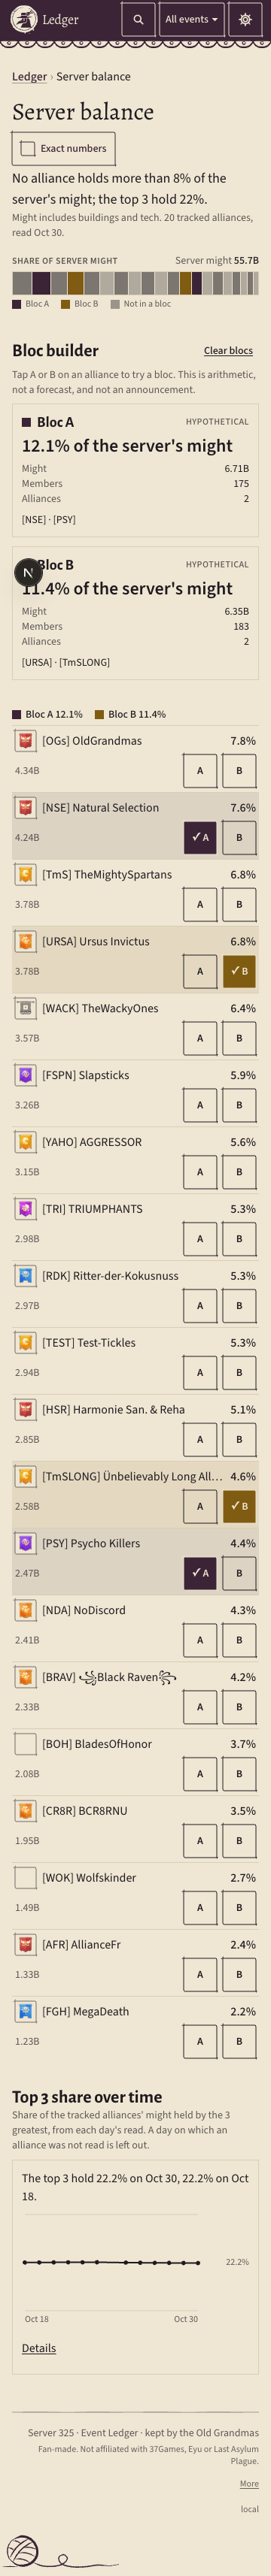 Ledger
All events
Ledger › Server balance
Server balance
Exact numbers
No alliance holds more than 8% of the
server's might; the top 3 hold 22%.
Might includes buildings and tech. 20 tracked alliances,
read Oct 30.
SHARE OF SERVER MIGHT
Server might 55.7B
Bloc A
Bloc B
Not in a bloc
Bloc builder
Clear blocs
Tap A or B on an alliance to try a bloc. This is arithmetic,
not a forecast, and not an announcement.
Bloc A
HYPOTHETICAL
12.1% of the server's might
Might 6.71B
Members 175
Alliances 2
[NSE] · [PSY]
N
Bloc B
HYPOTHETICAL
11.4% of the server's might
Might 6.35B
Members 183
Alliances 2
[URSA] · [TmSLONG]
Bloc A 12.1% Bloc B 11.4%
[OGs] OldGrandmas 7.8%
4.34B A B
[NSE] Natural Selection 7.6%
4.24B ✓ A B
[TmS] TheMightySpartans 6.8%
3.78B A B
[URSA] Ursus Invictus 6.8%
3.78B A ✓ B
[WACK] TheWackyOnes 6.4%
3.57B A B
[FSPN] Slapsticks 5.9%
3.26B A B
[YAHO] AGGRESSOR 5.6%
3.15B A B
[TRI] TRIUMPHANTS 5.3%
2.98B A B
[RDK] Ritter-der-Kokusnuss 5.3%
2.97B A B
[TEST] Test-Tickles 5.3%
2.94B A B
[HSR] Harmonie San. & Reha 5.1%
2.85B A B
[TmSLONG] Ünbelievably Long All... 4.6%
2.58B A ✓ B
[PSY] Psycho Killers 4.4%
2.47B ✓ A B
[NDA] NoDiscord 4.3%
2.41B A B
[BRAV] ꧁Black Raven꧂ 4.2%
2.33B A B
[BOH] BladesOfHonor 3.7%
2.08B A B
[CR8R] BCR8RNU 3.5%
1.95B A B
[WOK] Wolfskinder 2.7%
1.49B A B
[AFR] AllianceFr 2.4%
1.33B A B
[FGH] MegaDeath 2.2%
1.23B A B
Top 3 share over time
Share of the tracked alliances' might held by the 3
greatest, from each day's read. A day on which an
alliance was not read is left out.
The top 3 hold 22.2% on Oct 30, 22.2% on Oct
18.
22.2%
Oct 18 Oct 30
Details
Server 325 · Event Ledger · kept by the Old Grandmas
Fan-made. Not affiliated with 37Games, Eyu or Last Asylum
Plague.
More
local